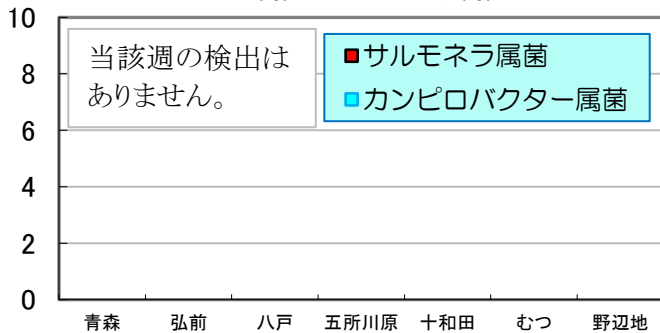 10
8
6
4
2
0
当該週の検出は
ありません。
サルモネラ属菌
カンピロバクター属菌
青森 弘前 八戸 五所川原 十和田 むつ 野辺地